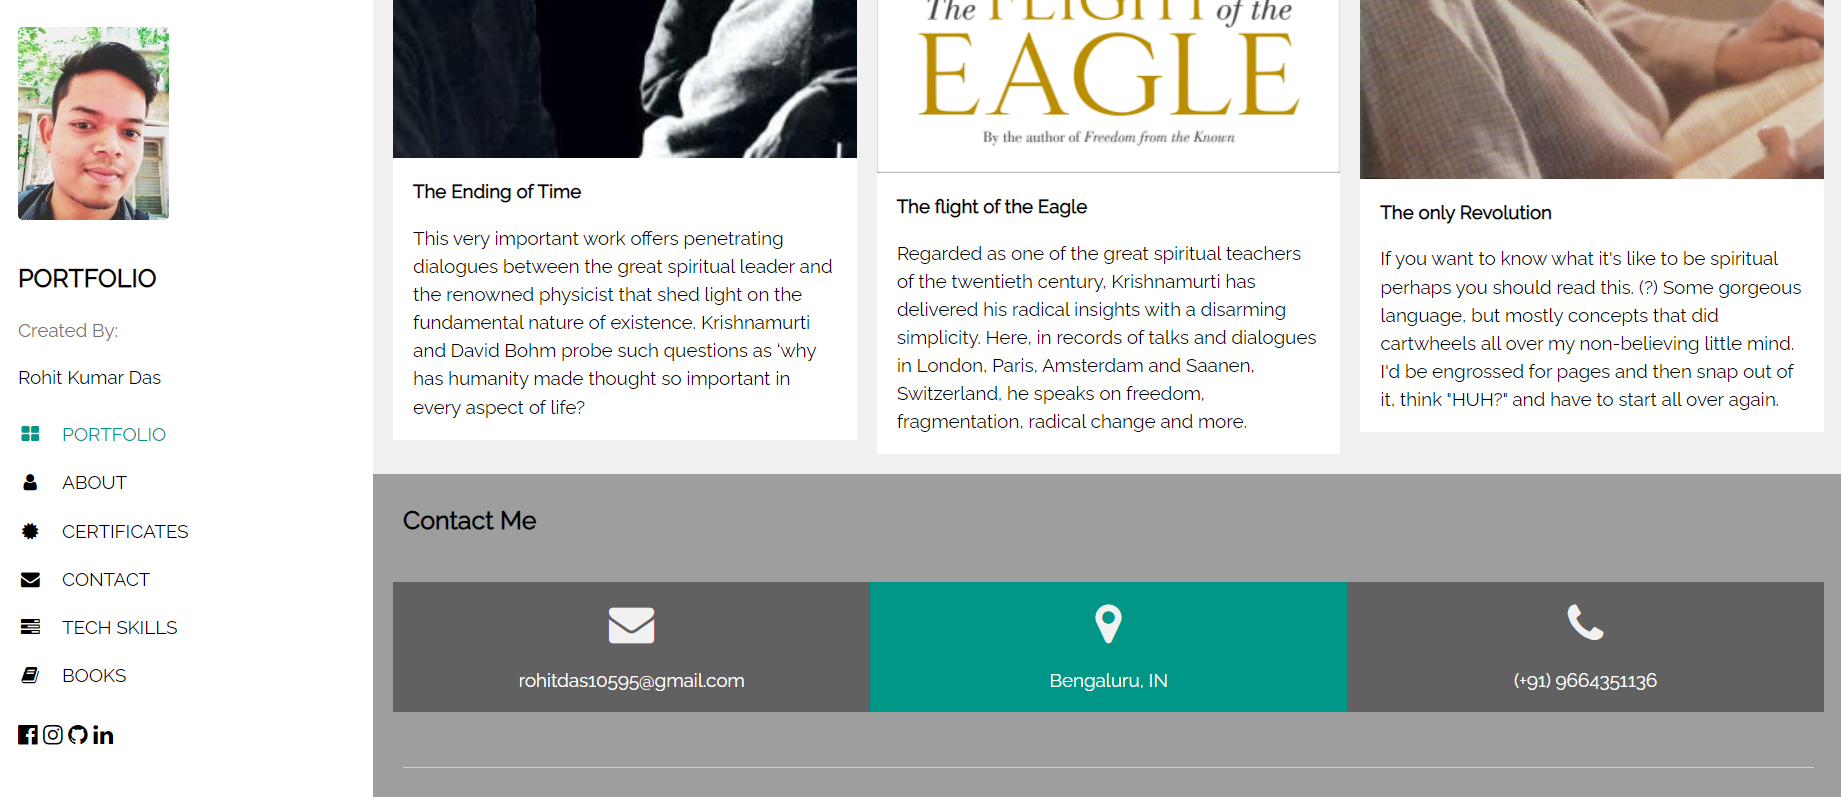 PORTFOLIO
Created By:
Rohit Kumar Das
PORTFOLIO
ABOUT
CERTIFICATES
CONTACT
TECH SKILLS
BOOKS
The FLIGHT of the
EAGLE
By the author of Freedom from the Known
The Ending of Time
This very important work offers penetrating
dialogues between the great spiritual leader and
the renowned physicist that shed light on the
fundamental nature of existence. Krishnamurti
and David Bohm probe such questions as ‘why
has humanity made thought so important in
every aspect of life?
The flight of the Eagle
Regarded as one of the great spiritual teachers
of the twentieth century, Krishnamurti has
delivered his radical insights with a disarming
simplicity. Here, in records of talks and dialogues
in London, Paris, Amsterdam and Saanen,
Switzerland, he speaks on freedom,
fragmentation, radical change and more.
The only Revolution
If you want to know what it's like to be spiritual
perhaps you should read this. (?) Some gorgeous
language, but mostly concepts that did
cartwheels all over my non-believing little mind.
I'd be engrossed for pages and then snap out of
it, think "HUH?" and have to start all over again.
Contact Me
rohitdas10595@gmail.com
Bengaluru, IN
(+91) 9664351136